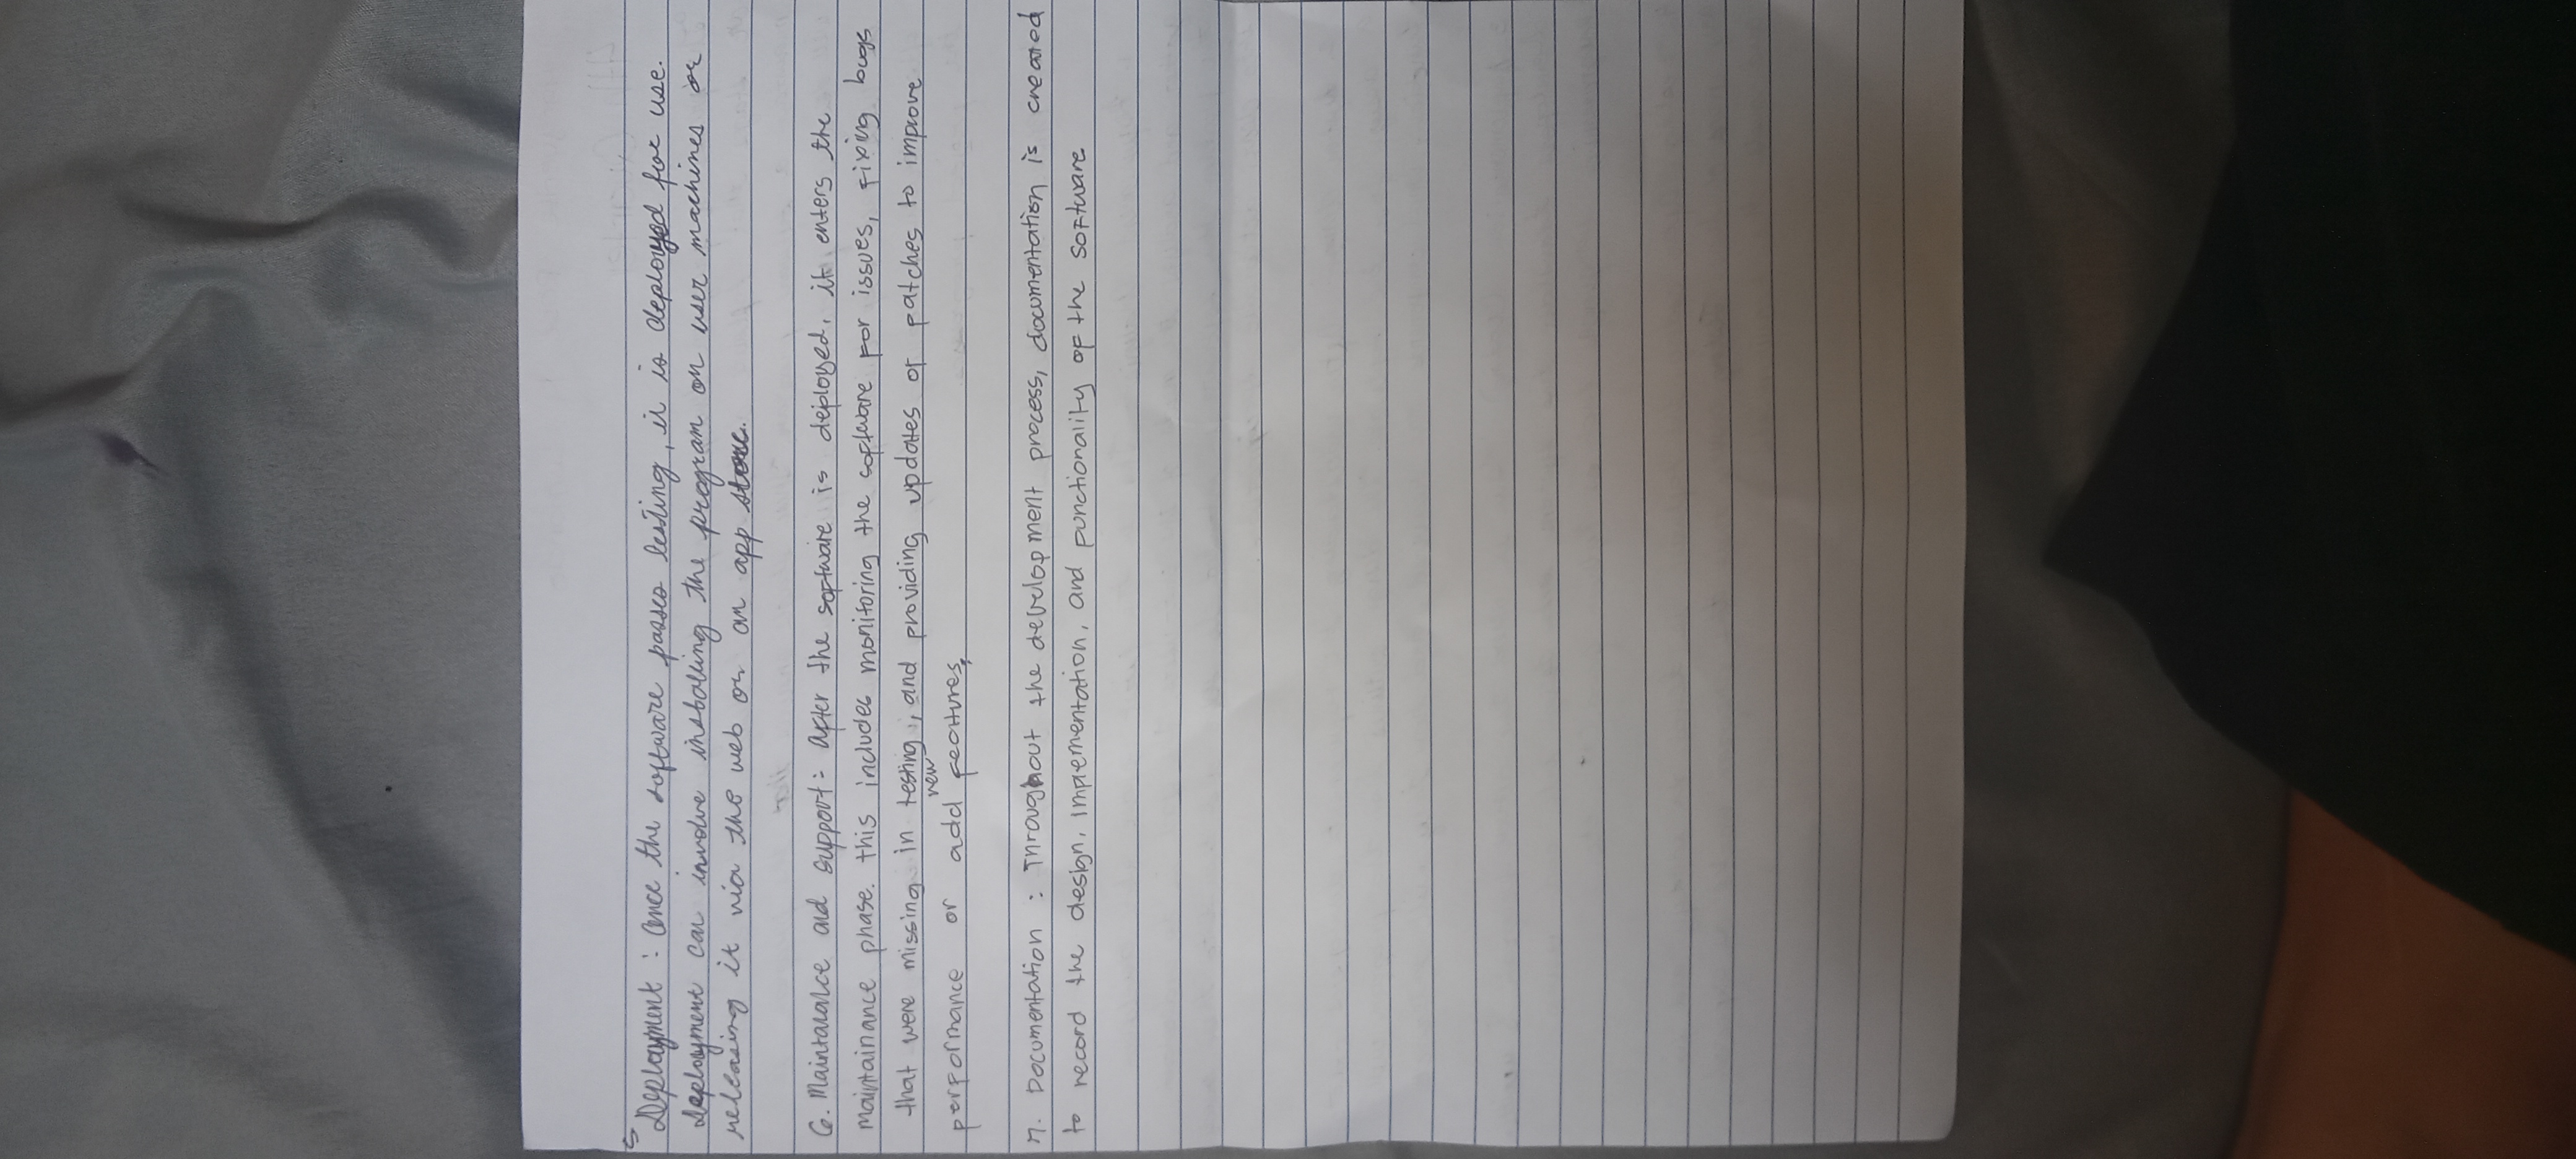 5 Deployment : Once the software passes testing, it is deployed for use.
Deployment can involve installing the program on user machines or
releasing it via the web or an app store.
6. Maintanance and support : After the software is deployed, it enters the
maintainance phase. this includes monitoring the software for issues, fixing bugs
that were missing in testing, and providing updates of patches to improve
performance or add new features,
7. Documentation : Throughout the development process, documentation is created
to record the design, implementation, and functionality of the software